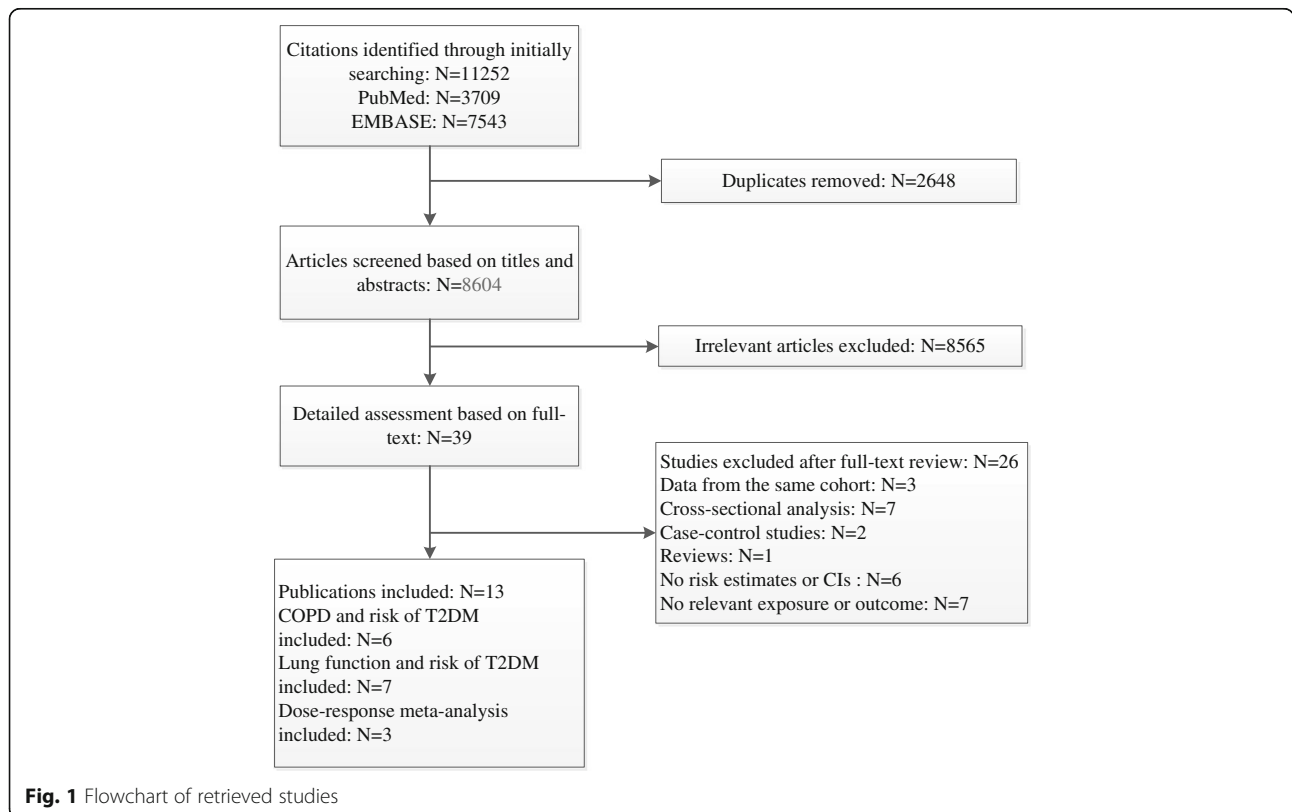 Citations identified through initially
searching: N=11252
PubMed: N=3709
EMBASE: N=7543
Duplicates removed: N=2648
Articles screened based on titles and
abstracts: N=8604
Irrelevant articles excluded: N=8565
Detailed assessment based on full-
text: N=39
Studies excluded after full-text review: N=26
Data from the same cohort: N=3
Cross-sectional analysis: N=7
Case-control studies: N=2
Reviews: N=1
No risk estimates or CIs : N=6
No relevant exposure or outcome: N=7
Publications included: N=13
COPD and risk of T2DM
included: N=6
Lung function and risk of T2DM
included: N=7
Dose-response meta-analysis
included: N=3
Fig. 1 Flowchart of retrieved studies